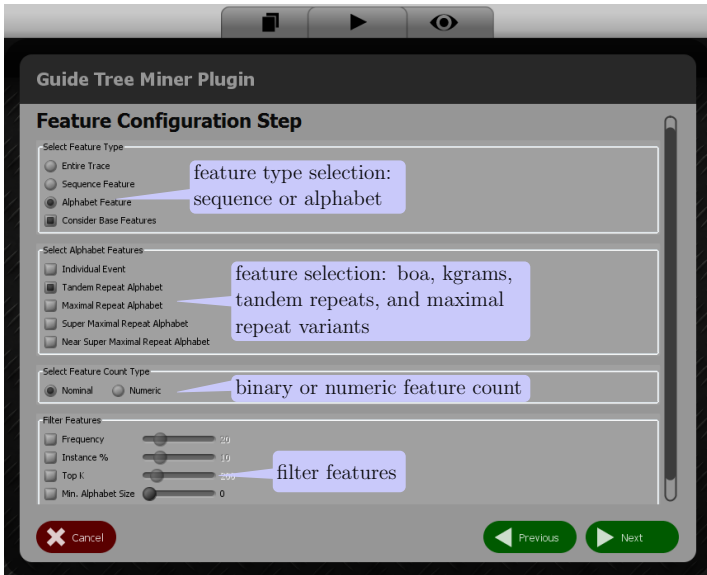 Guide Tree Miner Plugin
Feature Configuration Step
Select Feature Type
Entire Trace
Sequence Feature
Alphabet Feature
Consider Base Features
feature type selection:
sequence or alphabet
Select Alphabet Features
Individual Event
Tandem Repeat Alphabet
Maximal Repeat Alphabet
Super Maximal Repeat Alphabet
Near Super Maximal Repeat Alphabet
feature selection: boa, kgrams,
tandem repeats, and maximal
repeat variants
Select Feature Count Type
Nominal Numeric
binary or numeric feature count
Filter Features
Frequency 20
Instance % 10
Top K 200
Min. Alphabet Size 0
filter features
Cancel Previous Next